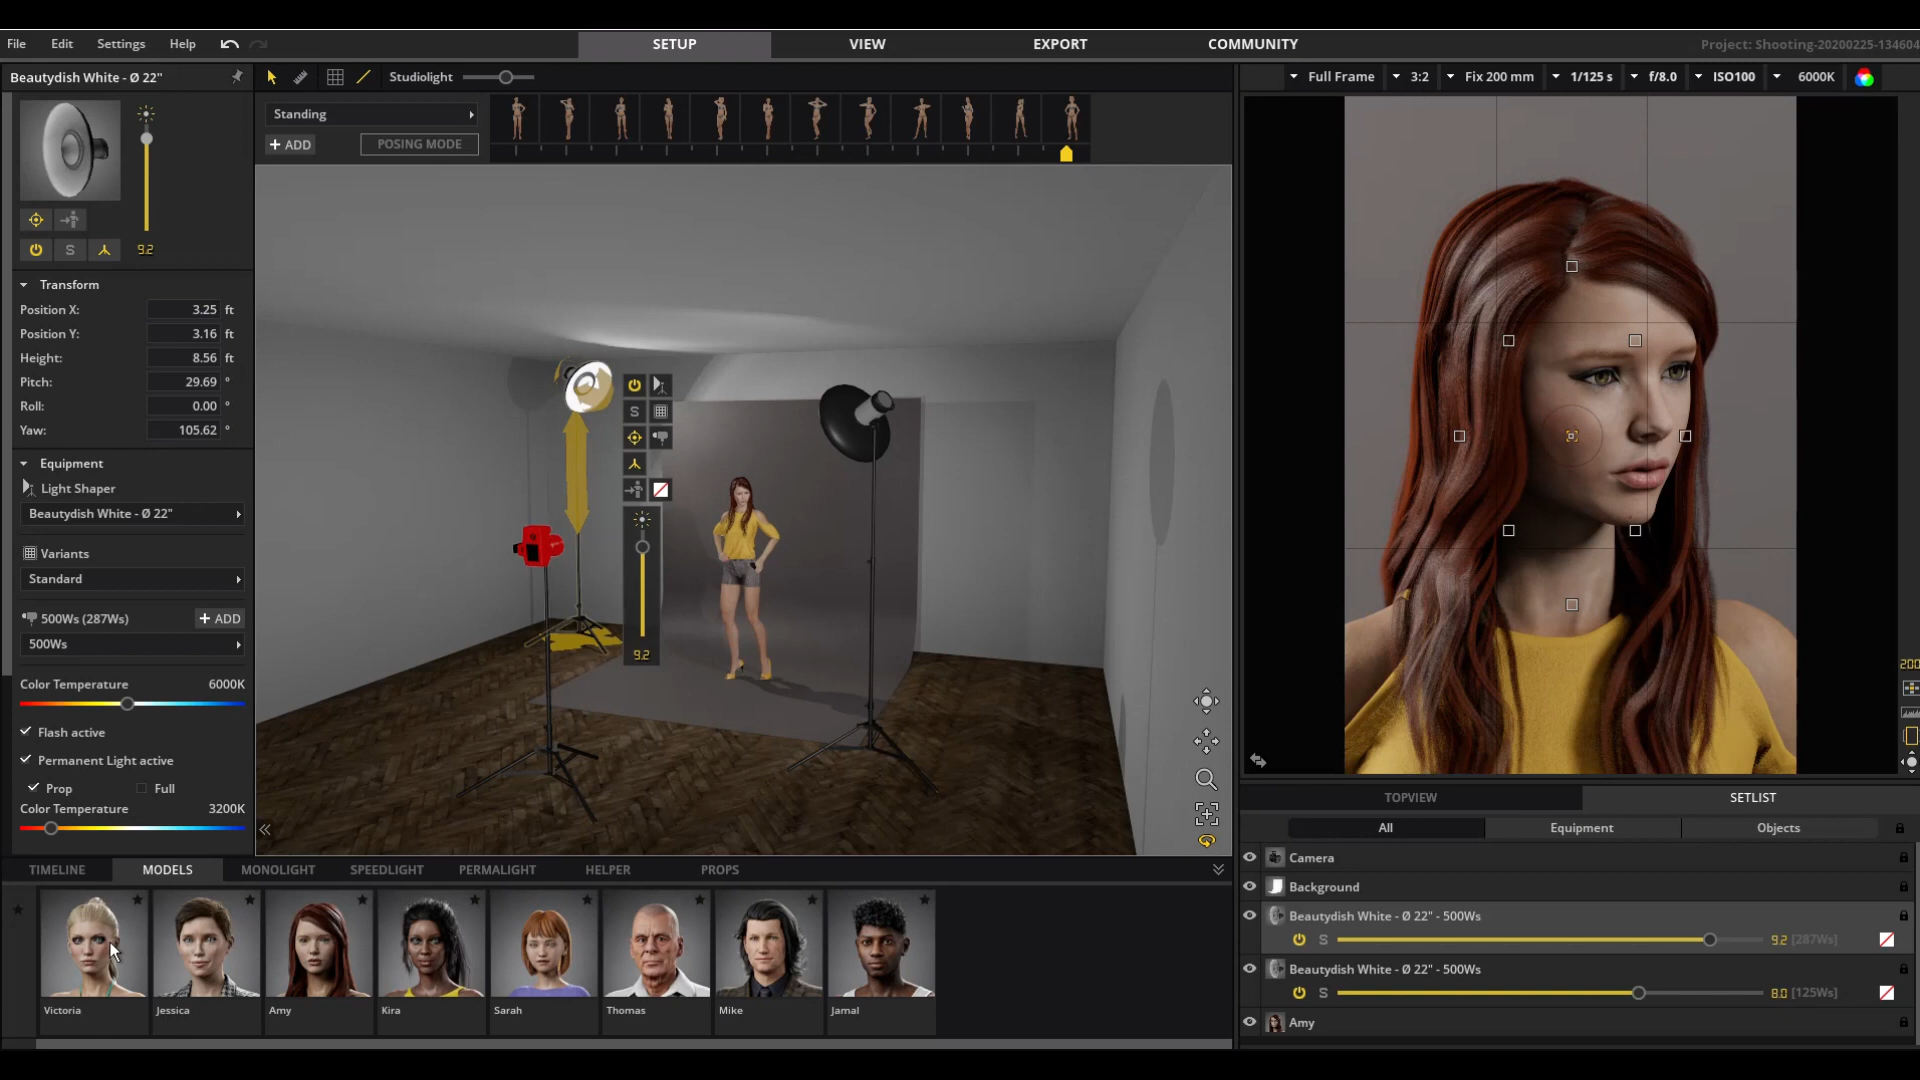 File Edit Settings Help SETUP VIEW EXPORT COMMUNITY Project: Shooting-20200225-134604
Beautydish White - Ø 22" Studiolight Full Frame 3:2 Fix 200 mm 1/125 s f/8.0 ISO100 6000K
Standing
+ ADD POSING MODE
S 9.2
Transform
Position X: 3.25 ft
Position Y: 3.16 ft
Height: 8.56 ft
Pitch: 29.69 °
Roll: 0.00 °
Yaw: 105.62 °
Equipment
Light Shaper
Beautydish White - Ø 22"
Variants
Standard
500Ws (287Ws) + ADD
500Ws
Color Temperature 6000K
Flash active
Permanent Light active
Prop Full
Color Temperature 3200K
S
9.2
200
TOPVIEW SETLIST
All Equipment Objects
Camera
Background
Beautydish White - Ø 22" - 500Ws
S 9.2 [287Ws]
Beautydish White - Ø 22" - 500Ws
S 8.0 [125Ws]
Amy
TIMELINE MODELS MONOLIGHT SPEEDLIGHT PERMALIGHT HELPER PROPS
Victoria Jessica Amy Kira Sarah Thomas Mike Jamal